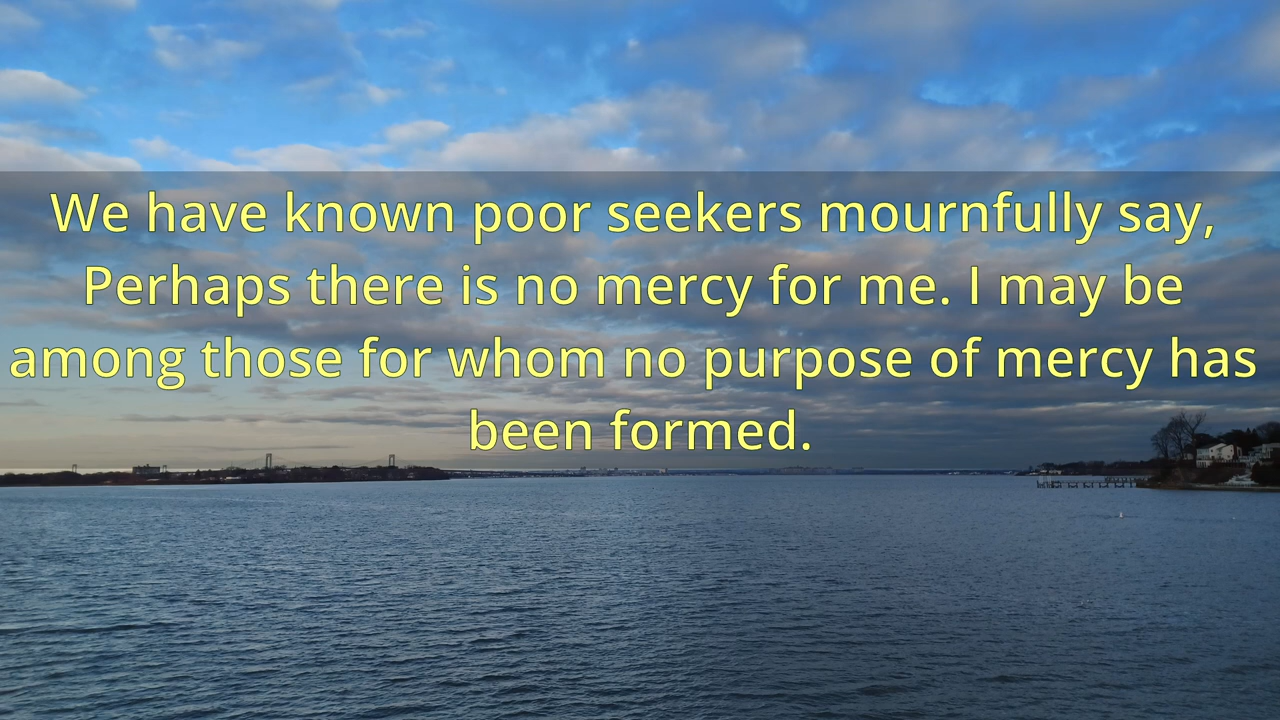 We have known poor seekers mournfully say,
Perhaps there is no mercy for me. I may be
among those for whom no purpose of mercy has
been formed.